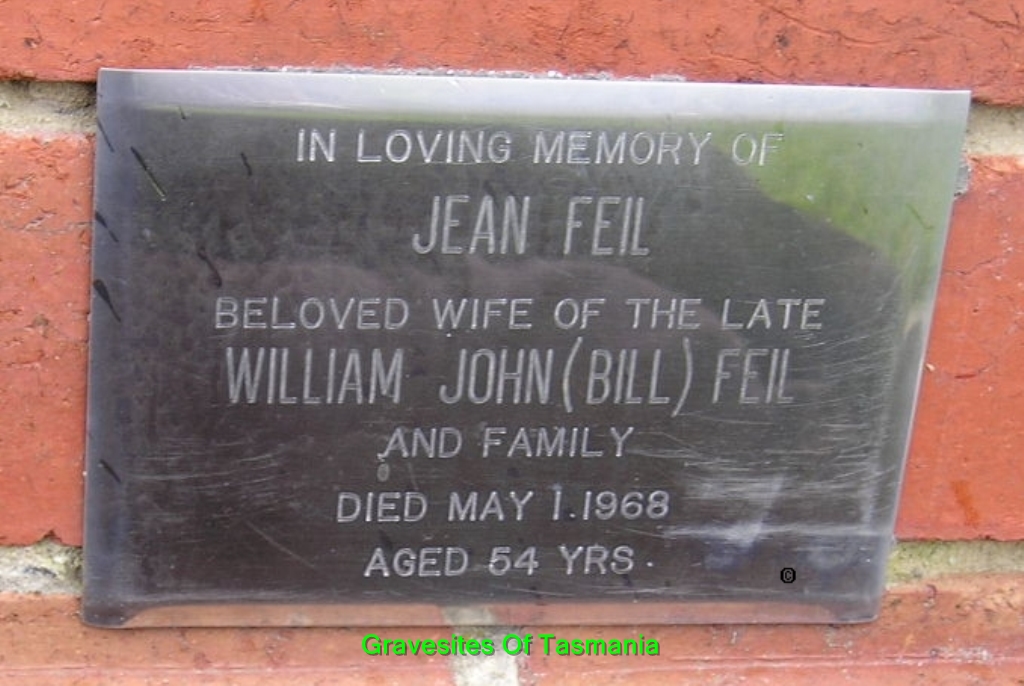 IN LOVING MEMORY OF
JEAN FEIL
BELOVED WIFE OF THE LATE
WILLIAM JOHN (BILL) FEIL
AND FAMILY
DIED MAY 1.1968
AGED 54 YRS.
©
Gravesites Of Tasmania